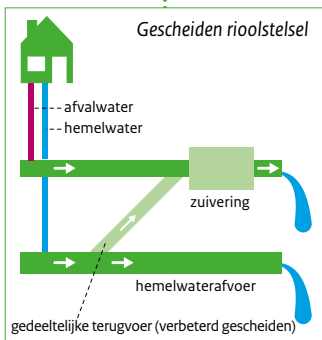 Gescheiden rioolstelsel
afvalwater
hemelwater
zuivering
hemelwaterafvoer
gedeeltelijke terugvoer (verbeterd gescheiden)